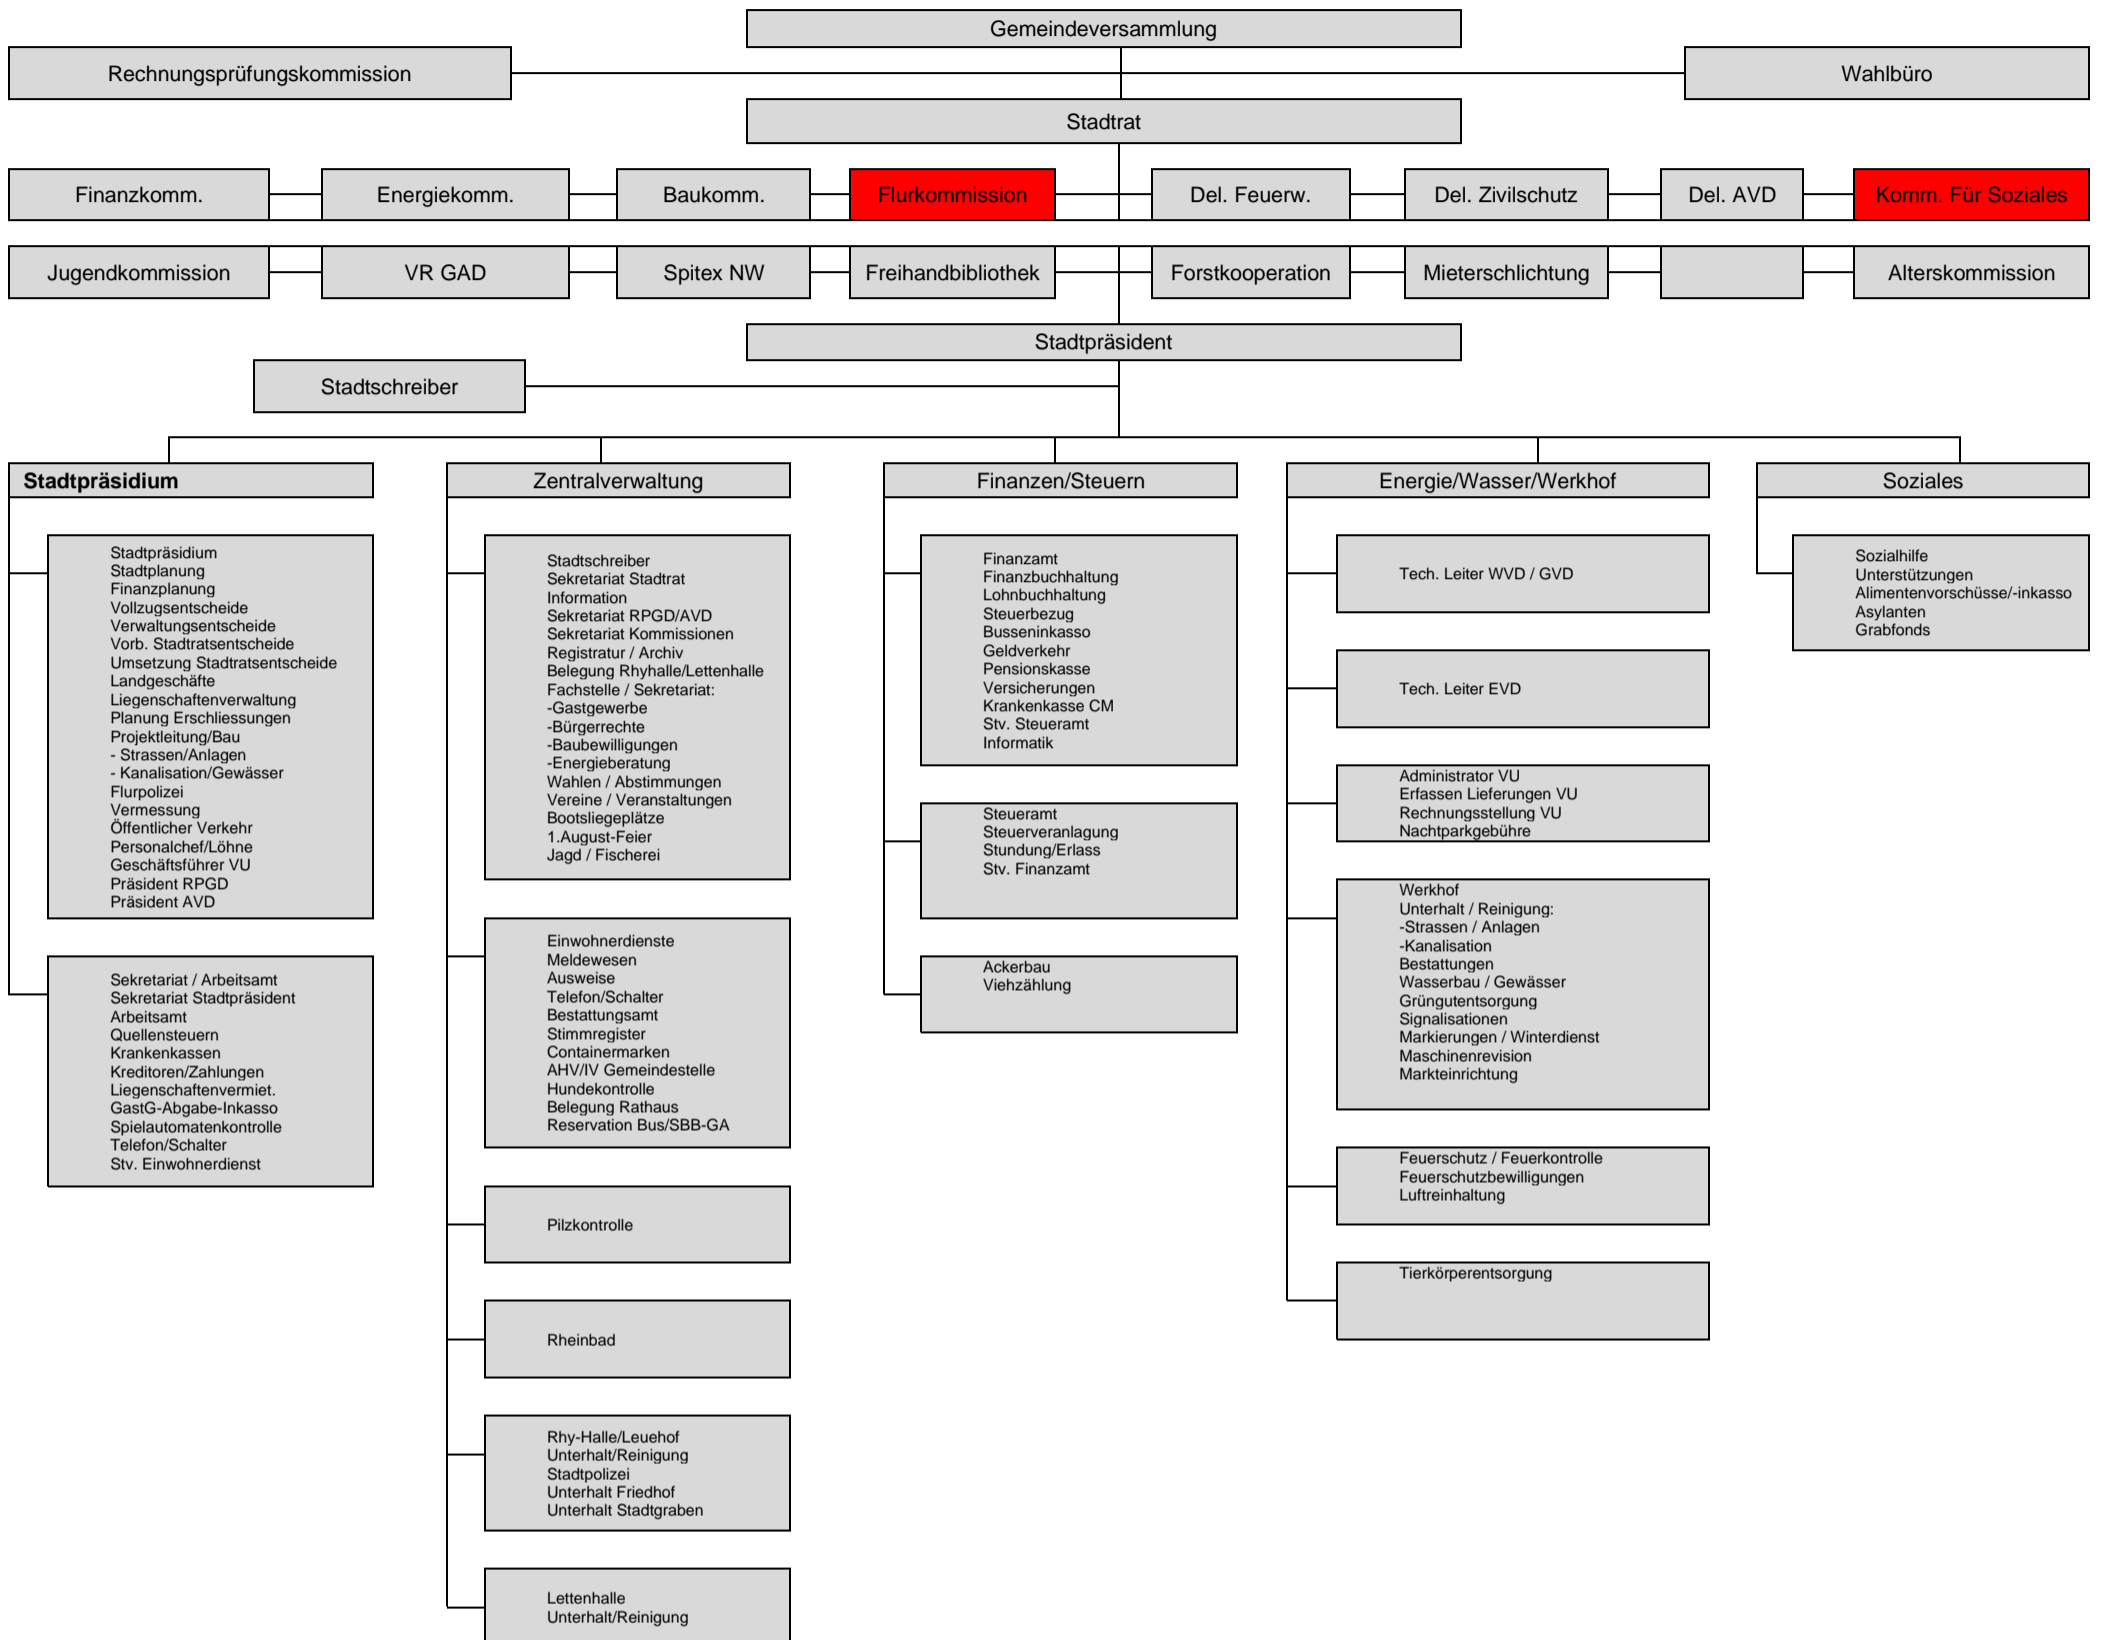 Gemeindeversammlung
Rechnungsprüfungskommission
Wahlbüro
Stadtrat
Finanzkomm.
Energiekomm.
Baukomm.
Flurkommission
Del. Feuerw.
Del. Zivilschutz
Del. AVD
Komm. Für Soziales
Jugendkommission
VR GAD
Spitex NW
Freihandbibliothek
Forstkooperation
Mieterschlichtung
Alterskommission
Stadtpräsident
Stadtschreiber
Stadtpräsidium
Stadtpräsidium
Stadtplanung
Finanzplanung
Vollzugsentscheide
Verwaltungsentscheide
Vorb. Stadtratsentscheide
Umsetzung Stadtratsentscheide
Landgeschäfte
Liegenschaftenverwaltung
Planung Erschliessungen
Projektleitung/Bau
- Strassen/Anlagen
- Kanalisation/Gewässer
Flurpolizei
Vermessung
Öffentlicher Verkehr
Personalchef/Löhne
Geschäftsführer VU
Präsident RPGD
Präsident AVD
Sekretariat / Arbeitsamt
Sekretariat Stadtpräsident
Arbeitsamt
Quellensteuern
Krankenkassen
Kreditoren/Zahlungen
Liegenschaftenvermiet.
GastG-Abgabe-Inkasso
Spielautomatenkontrolle
Telefon/Schalter
Stv. Einwohnerdienst
Zentralverwaltung
Stadtschreiber
Sekretariat Stadtrat
Information
Sekretariat RPGD/AVD
Sekretariat Kommissionen
Registratur / Archiv
Belegung Rhyhalle/Lettenhalle
Fachstelle / Sekretariat:
-Gastgewerbe
-Bürgerrechte
-Baubewilligungen
-Energieberatung
Wahlen / Abstimmungen
Vereine / Veranstaltungen
Bootsliegeplätze
1.August-Feier
Jagd / Fischerei
Einwohnerdienste
Meldewesen
Ausweise
Telefon/Schalter
Bestattungsamt
Stimmregister
Containermarken
AHV/IV Gemeindestelle
Hundekontrolle
Belegung Rathaus
Reservation Bus/SBB-GA
Pilzkontrolle
Rheinbad
Rhy-Halle/Leuehof
Unterhalt/Reinigung
Stadtpolizei
Unterhalt Friedhof
Unterhalt Stadtgraben
Lettenhalle
Unterhalt/Reinigung
Finanzen/Steuern
Finanzamt
Finanzbuchhaltung
Lohnbuchhaltung
Steuerbezug
Busseninkasso
Geldverkehr
Pensionskasse
Versicherungen
Krankenkasse CM
Stv. Steueramt
Informatik
Steueramt
Steuerveranlagung
Stundung/Erlass
Stv. Finanzamt
Ackerbau
Viehzählung
Energie/Wasser/Werkhof
Tech. Leiter WVD / GVD
Tech. Leiter EVD
Administrator VU
Erfassen Lieferungen VU
Rechnungsstellung VU
Nachtparkgebühre
Werkhof
Unterhalt / Reinigung:
-Strassen / Anlagen
-Kanalisation
Bestattungen
Wasserbau / Gewässer
Grüngutentsorgung
Signalisationen
Markierungen / Winterdienst
Maschinenrevision
Markteinrichtung
Feuerschutz / Feuerkontrolle
Feuerschutzbewilligungen
Luftreinhaltung
Tierkörperentsorgung
Soziales
Sozialhilfe
Unterstützungen
Alimentenvorschüsse/-inkasso
Asylanten
Grabfonds